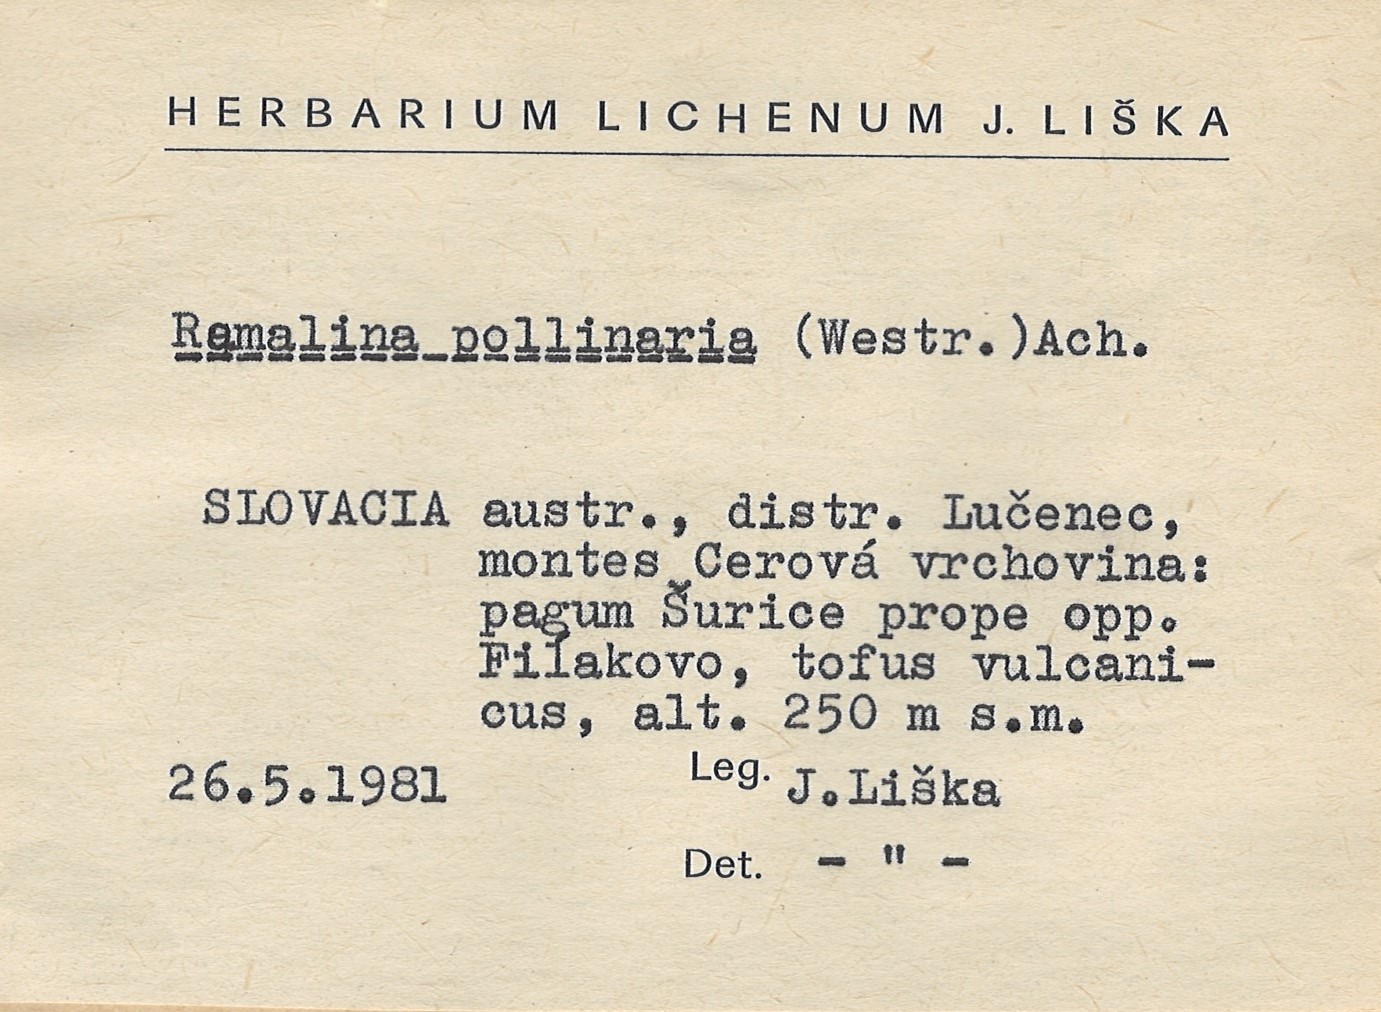 HERBARIUM LICHENUM J. LIŠKA
Ramalina pollinaria (Westr.)Ach.
SLOVACIA austr., distr. Lučenec,
montes Cerová vrchovina:
pagum Šurice prope opp.
Filakovo, tofus vulcani-
cus, alt. 250 m s.m.
26.5.1981 Leg. J.Liška
Det. - " -